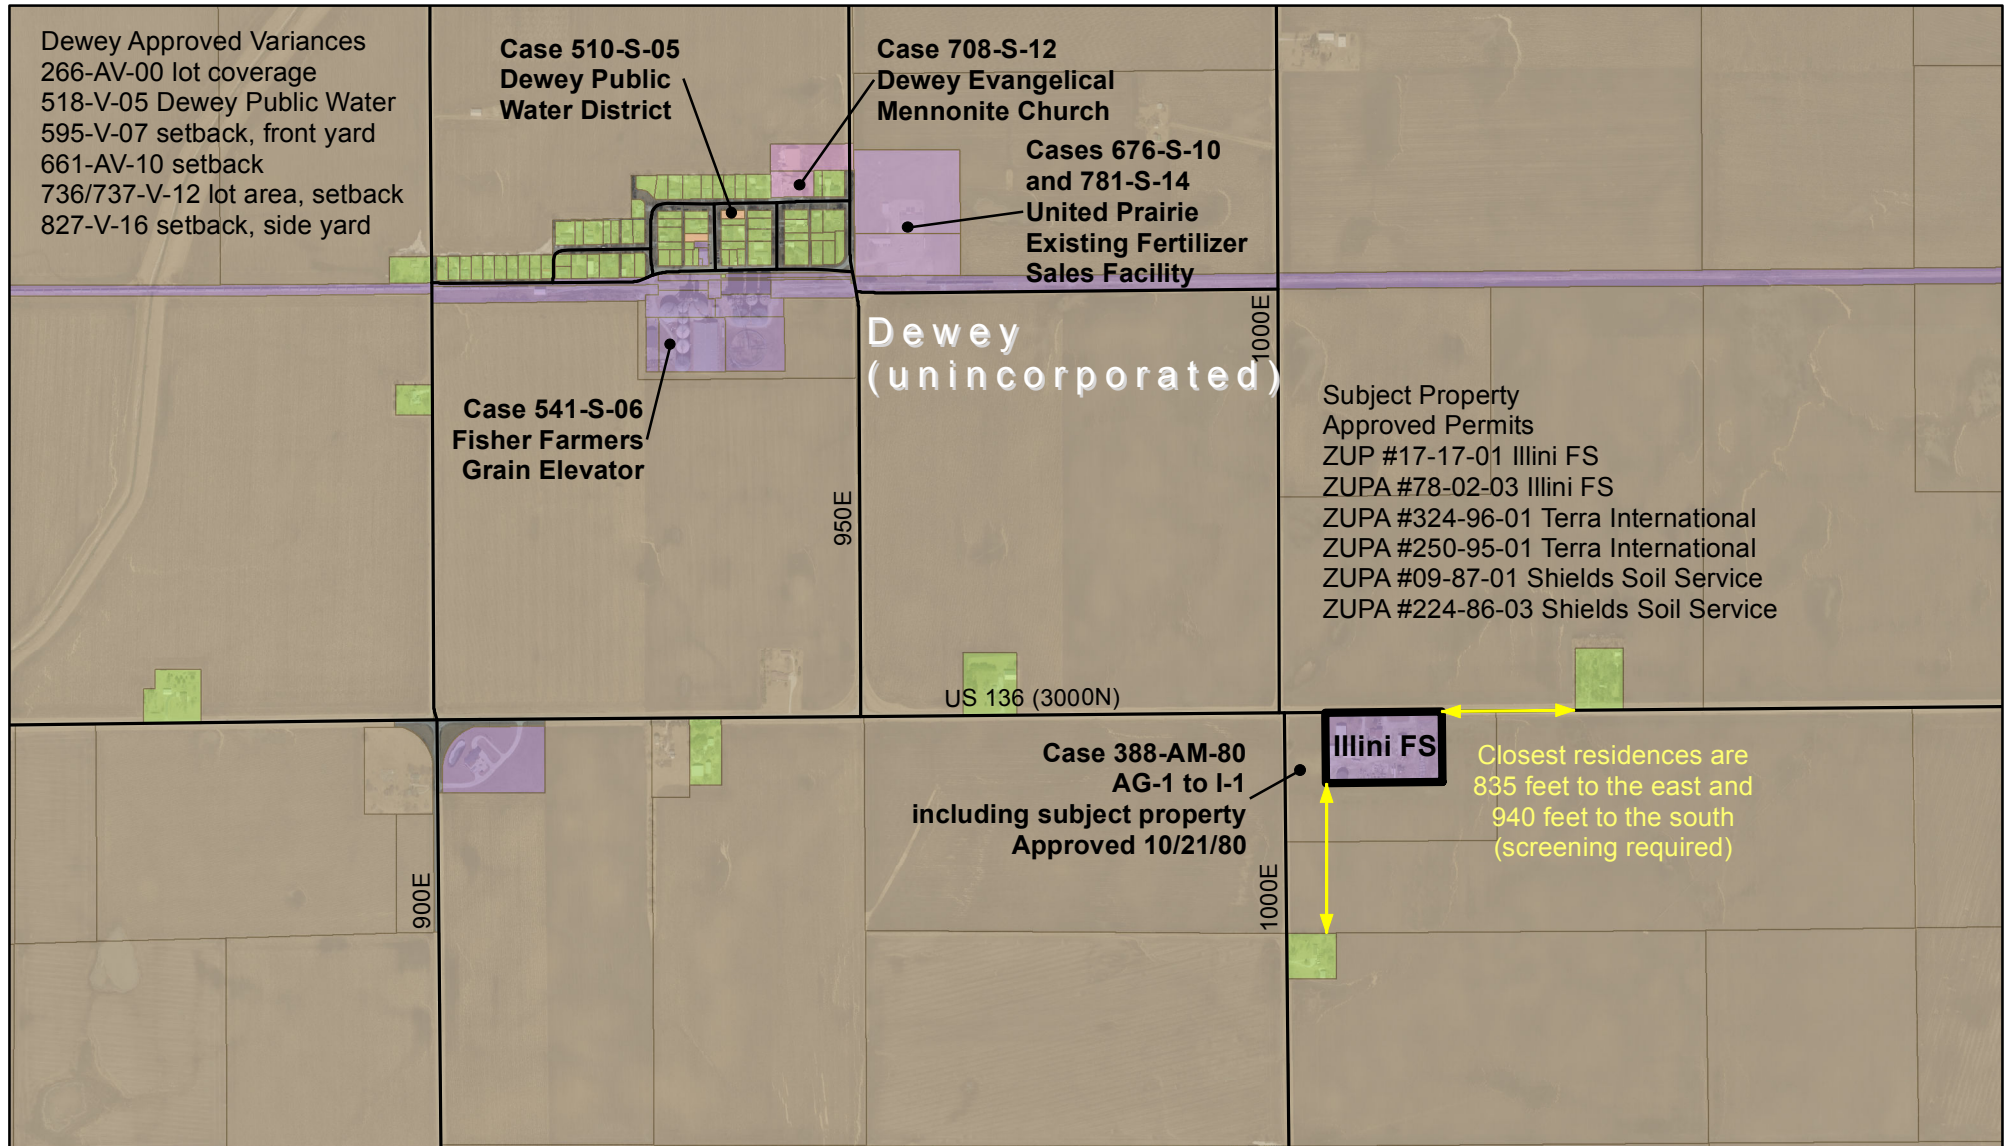 Dewey Approved Variances
266-AV-00 lot coverage
518-V-05 Dewey Public Water
595-V-07 setback, front yard
661-AV-10 setback
736/737-V-12 lot area, setback
827-V-16 setback, side yard
Case 510-S-05
Dewey Public
Water District
Case 708-S-12
Dewey Evangelical
Mennonite Church
Cases 676-S-10
and 781-S-14
United Prairie
Existing Fertilizer
Sales Facility
Dewey
(unincorporated)
1000E
Case 541-S-06
Fisher Farmers
Grain Elevator
950E
Subject Property
Approved Permits
ZUP #17-17-01 Illini FS
ZUPA #78-02-03 Illini FS
ZUPA #324-96-01 Terra International
ZUPA #250-95-01 Terra International
ZUPA #09-87-01 Shields Soil Service
ZUPA #224-86-03 Shields Soil Service
US 136 (3000N)
Case 388-AM-80
AG-1 to I-1
including subject property
Approved 10/21/80
Illini FS
Closest residences are
835 feet to the east and
940 feet to the south
(screening required)
900E
1000E